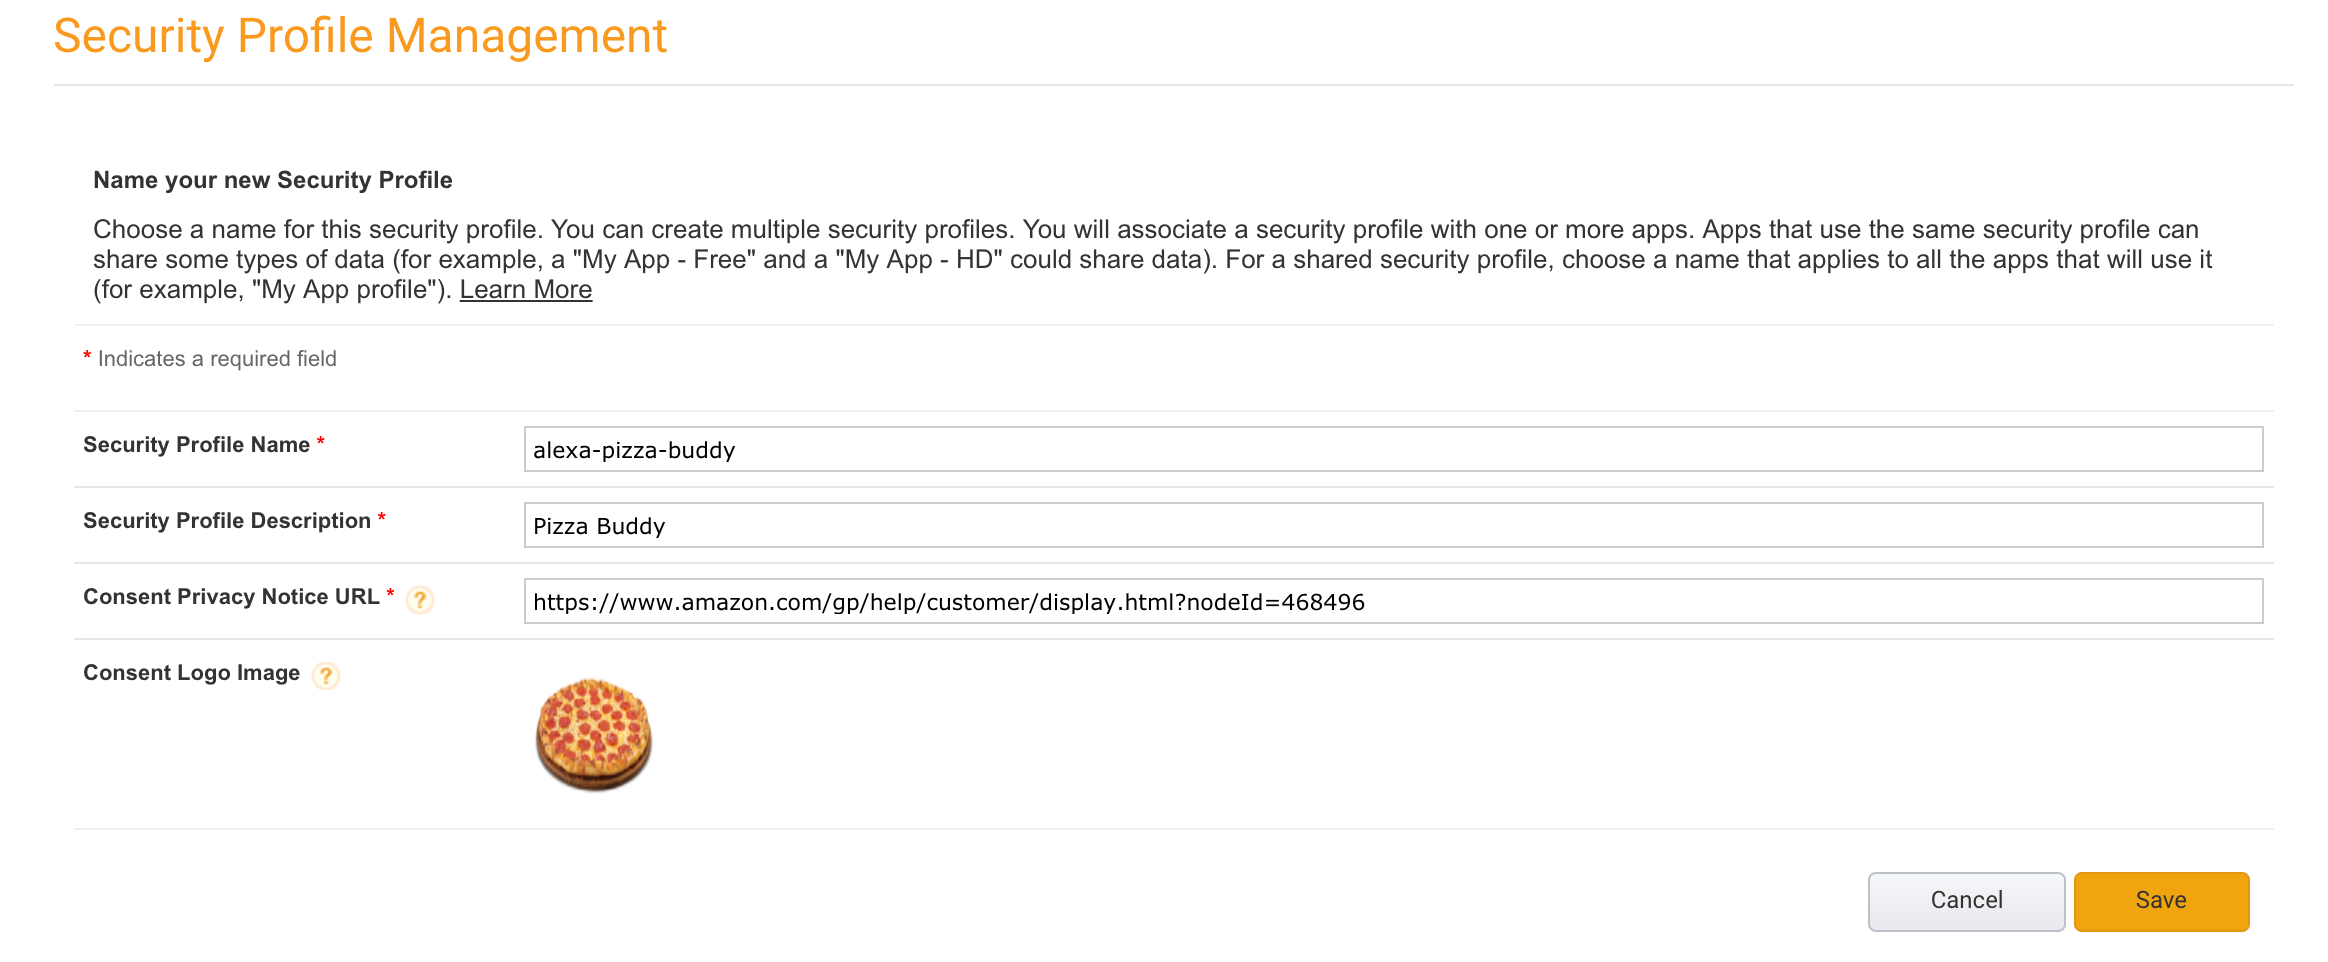 Security Profile Management
Name your new Security Profile
Choose a name for this security profile. You can create multiple security profiles. You will associate a security profile with one or more apps. Apps that use the same security profile can
share some types of data (for example, a "My App - Free" and a "My App - HD" could share data). For a shared security profile, choose a name that applies to all the apps that will use it
(for example, "My App profile"). Learn More
* Indicates a required field
Security Profile Name * alexa-pizza-buddy
Security Profile Description * Pizza Buddy
Consent Privacy Notice URL * ? https://www.amazon.com/gp/help/customer/display.html?nodeId=468496
Consent Logo Image ?
Cancel Save